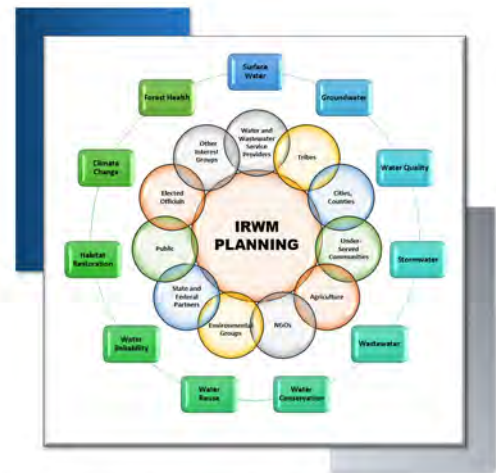 Surface
Water
Groundwater
Water Quality
Stormwater
Wastewater
Water
Conservation
Water
Reuse
Water
Reliability
Habitat
Restoration
Climate
Change
Forest Health
Water and
Wastewater
Service
Providers
Tribes
Cities,
Counties
Under-
Served
Communities
Agriculture
NGOs
Environmental
Groups
State and
Federal
Partners
Public
Elected
Officials
Other
Interest
Groups
IRWM
PLANNING